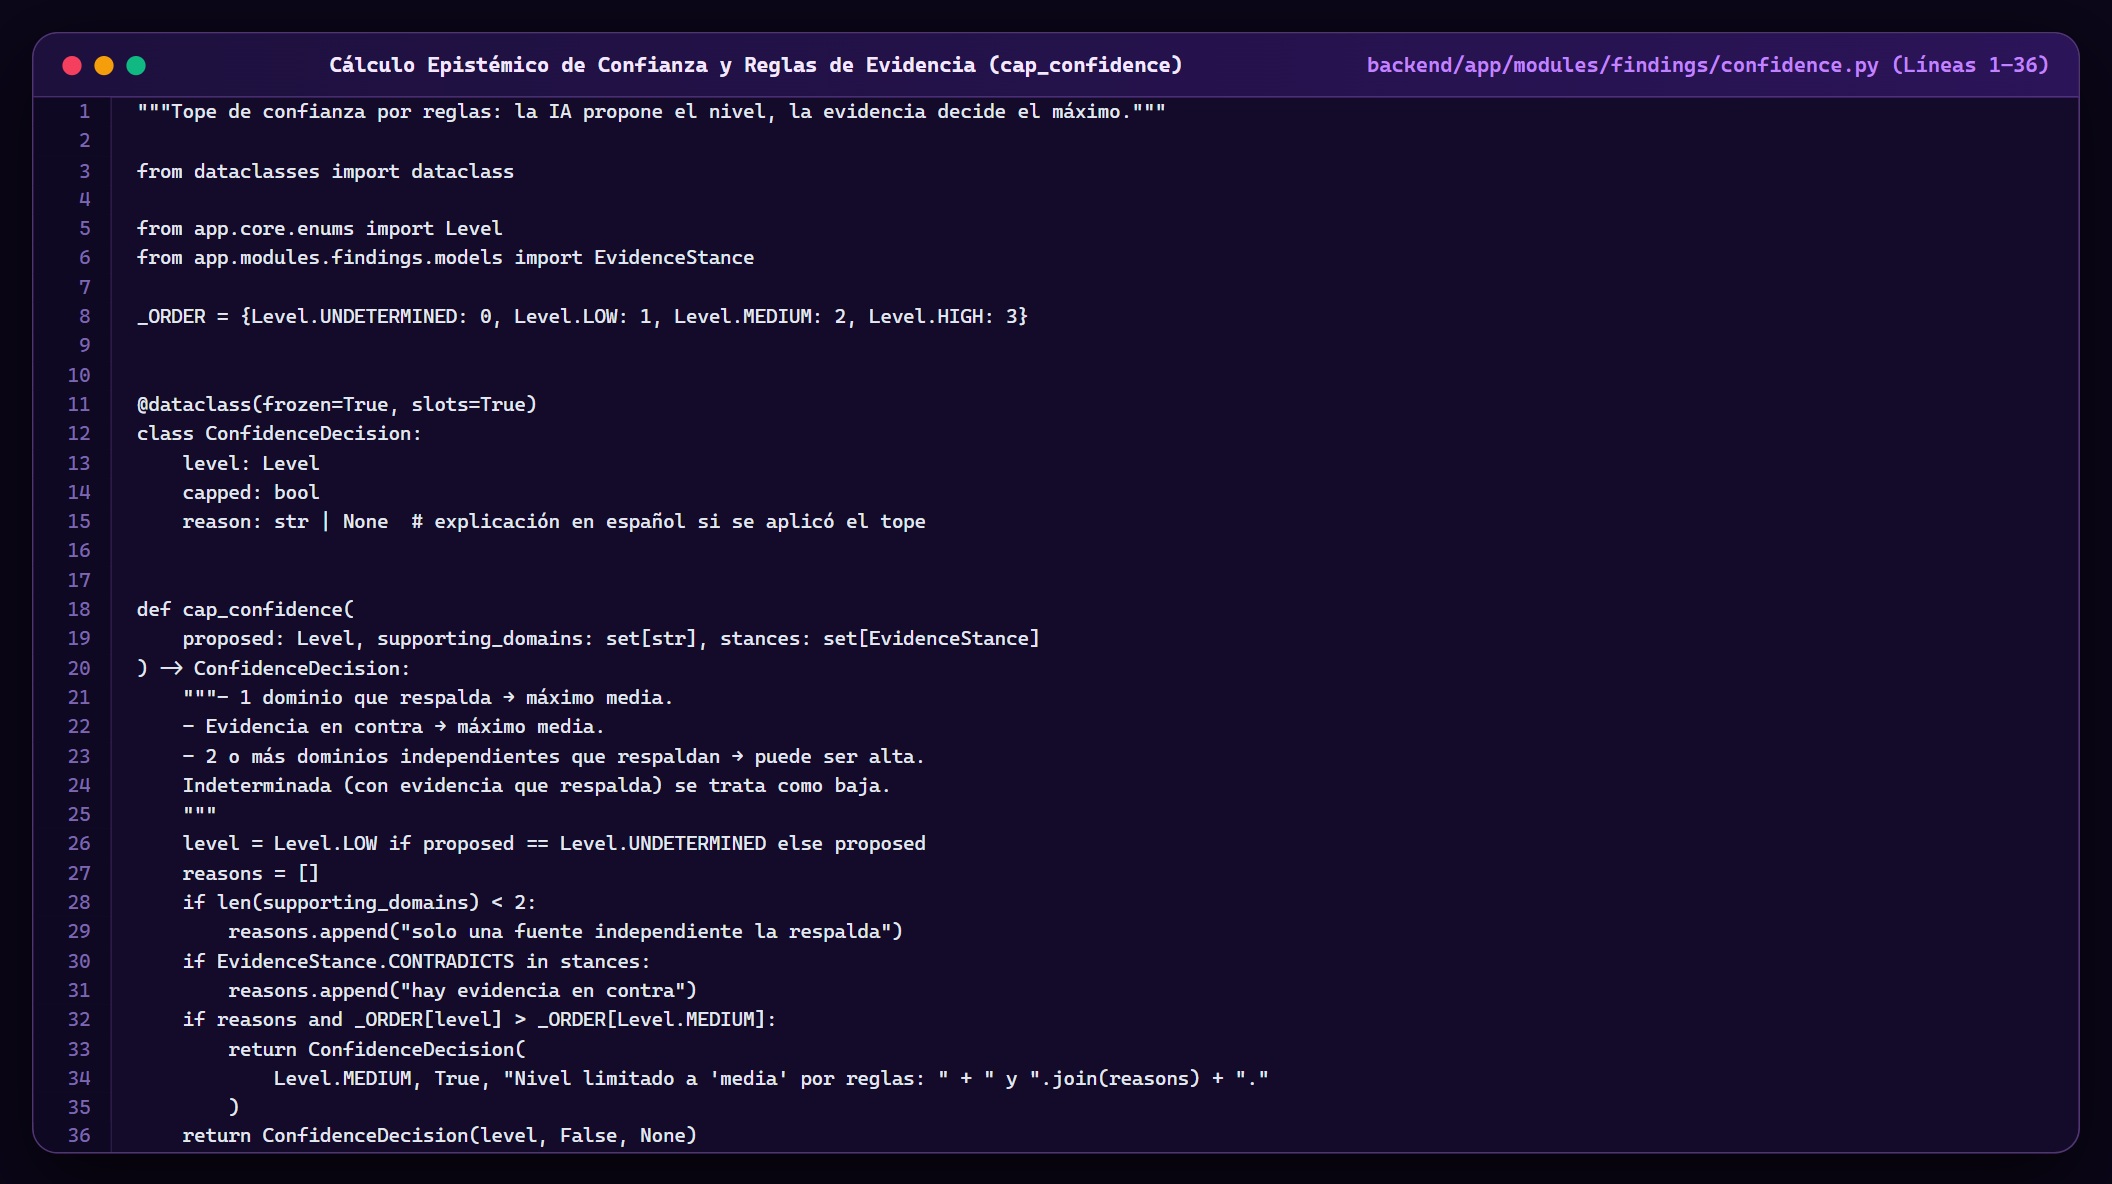 Cálculo Epistémico de Confianza y Reglas de Evidencia (cap_confidence)
backend/app/modules/findings/confidence.py (Líneas 1–36)
1 """Tope de confianza por reglas: la IA propone el nivel, la evidencia decide el máximo."""
2
3 from dataclasses import dataclass
4
5 from app.core.enums import Level
6 from app.modules.findings.models import EvidenceStance
7
8 _ORDER = {Level.UNDETERMINED: 0, Level.LOW: 1, Level.MEDIUM: 2, Level.HIGH: 3}
9
10
11 @dataclass(frozen=True, slots=True)
12 class ConfidenceDecision:
13     level: Level
14     capped: bool
15     reason: str | None  # explicación en español si se aplicó el tope
16
17
18 def cap_confidence(
19     proposed: Level, supporting_domains: set[str], stances: set[EvidenceStance]
20 ) -> ConfidenceDecision:
21     """- 1 dominio que respalda → máximo media.
22     - Evidencia en contra → máximo media.
23     - 2 o más dominios independientes que respaldan → puede ser alta.
24     Indeterminada (con evidencia que respalda) se trata como baja.
25     """
26     level = Level.LOW if proposed == Level.UNDETERMINED else proposed
27     reasons = []
28     if len(supporting_domains) < 2:
29         reasons.append("solo una fuente independiente la respalda")
30     if EvidenceStance.CONTRADICTS in stances:
31         reasons.append("hay evidencia en contra")
32     if reasons and _ORDER[level] > _ORDER[Level.MEDIUM]:
33         return ConfidenceDecision(
34             Level.MEDIUM, True, "Nivel limitado a 'media' por reglas: " + " y ".join(reasons) + "."
35         )
36     return ConfidenceDecision(level, False, None)